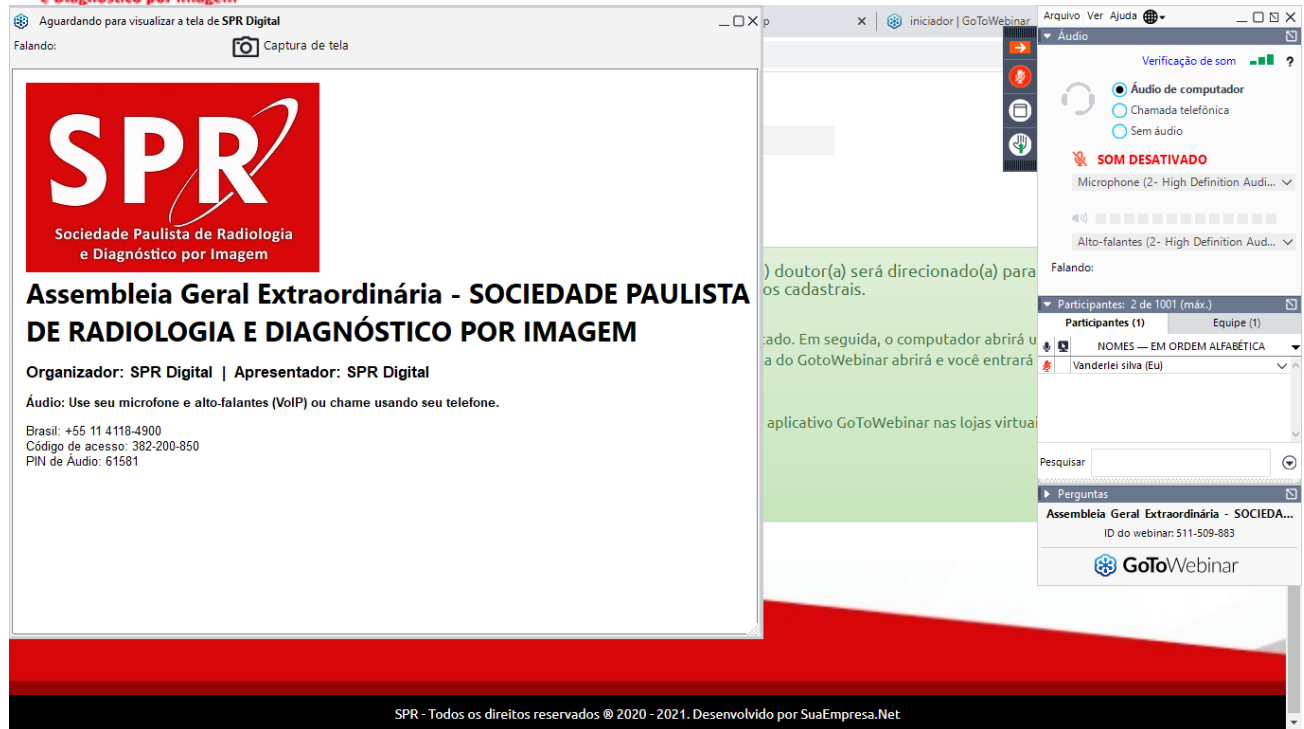 e Diagnóstico por Imagem
Aguardando para visualizar a tela de SPR Digital
Falando:
Captura de tela
SPR
Sociedade Paulista de Radiologia
e Diagnóstico por Imagem
Assembleia Geral Extraordinária - SOCIEDADE PAULISTA
DE RADIOLOGIA E DIAGNÓSTICO POR IMAGEM
Organizador: SPR Digital | Apresentador: SPR Digital
Áudio: Use seu microfone e alto-falantes (VoIP) ou chame usando seu telefone.
Brasil: +55 11 4118-4900
Código de acesso: 382-200-850
PIN de Áudio: 61581
iniciador | GoToWebinar
) doutor(a) será direcionado(a) para
os cadastrais.
tado. Em seguida, o computador abrirá u
a do GotoWebinar abrirá e você entrará
aplicativo GoToWebinar nas lojas virtuai
Arquivo Ver Ajuda
Áudio
Verificação de som ?
Áudio de computador
Chamada telefônica
Sem áudio
SOM DESATIVADO
Microphone (2- High Definition Audi...
Alto-falantes (2- High Definition Aud...
Falando:
Participantes: 2 de 1001 (máx.)
Participantes (1) Equipe (1)
NOMES — EM ORDEM ALFABÉTICA
Vanderlei silva (Eu)
Pesquisar
Perguntas
Assembleia Geral Extraordinária - SOCIEDA...
ID do webinar: 511-509-883
GoToWebinar
SPR - Todos os direitos reservados ® 2020 - 2021. Desenvolvido por SuaEmpresa.Net